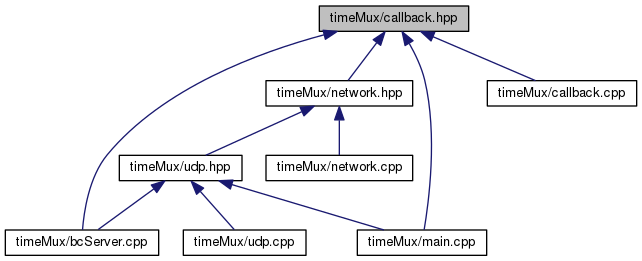 timeMux/callback.hpp
timeMux/network.hpp
timeMux/callback.cpp
timeMux/udp.hpp
timeMux/network.cpp
timeMux/bcServer.cpp
timeMux/udp.cpp
timeMux/main.cpp